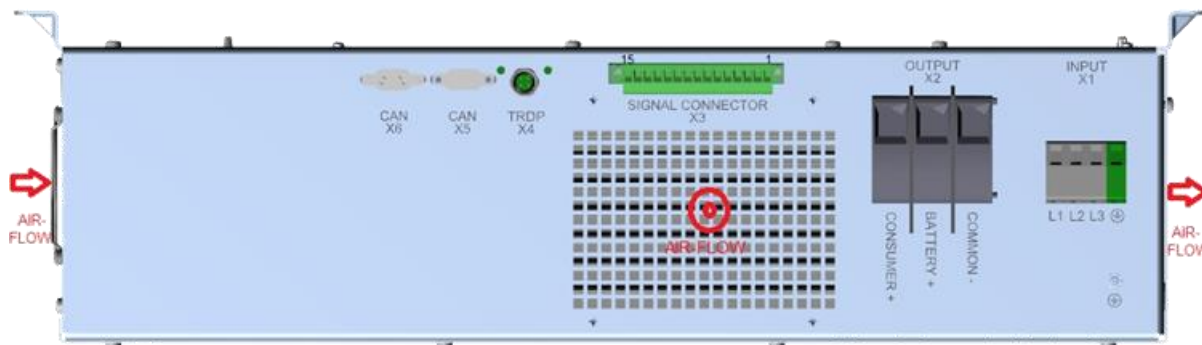 15 1
OUTPUT
X2
INPUT
X1
CAN
X6
CAN
X5
TRDP
X4
SIGNAL CONNECTOR
X3
AIR-
FLOW
AIR-FLOW
CONSUMER +
BATTERY +
COMMON -
L1 L2 L3
AIR-
FLOW